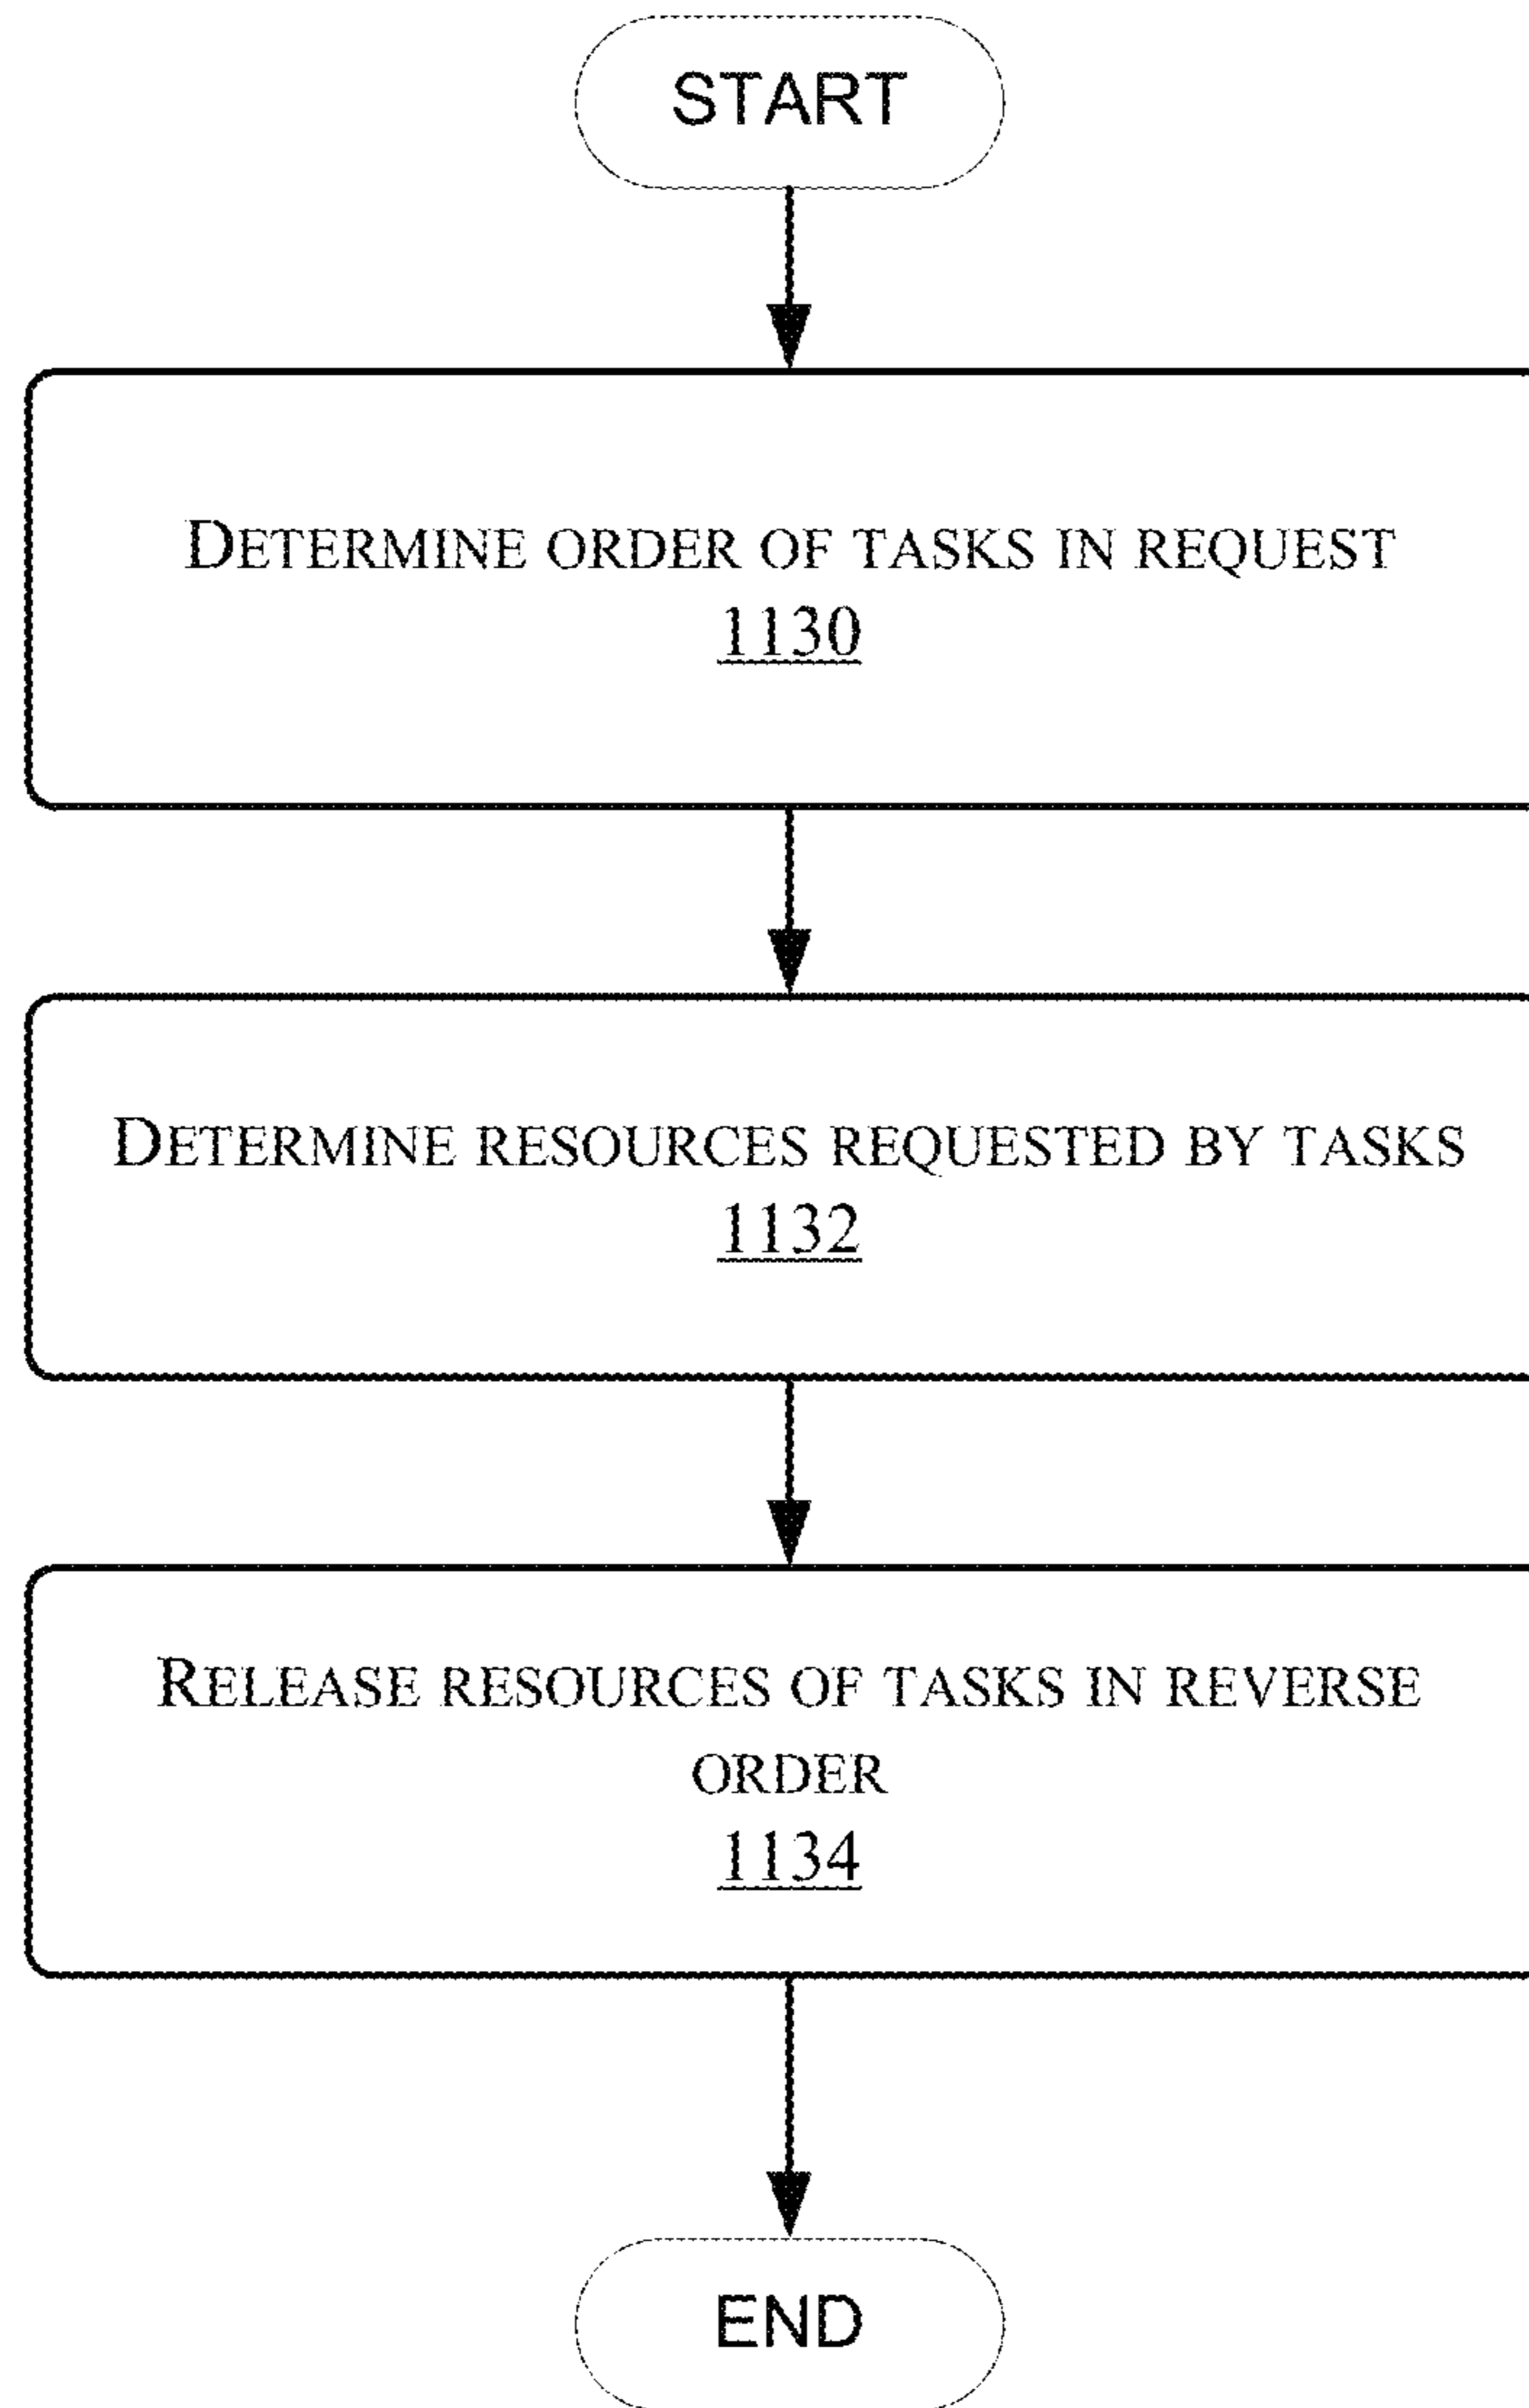 START
DETERMINE ORDER OF TASKS IN REQUEST
1130
DETERMINE RESOURCES REQUESTED BY TASKS
1132
RELEASE RESOURCES OF TASKS IN REVERSE
ORDER
1134
END